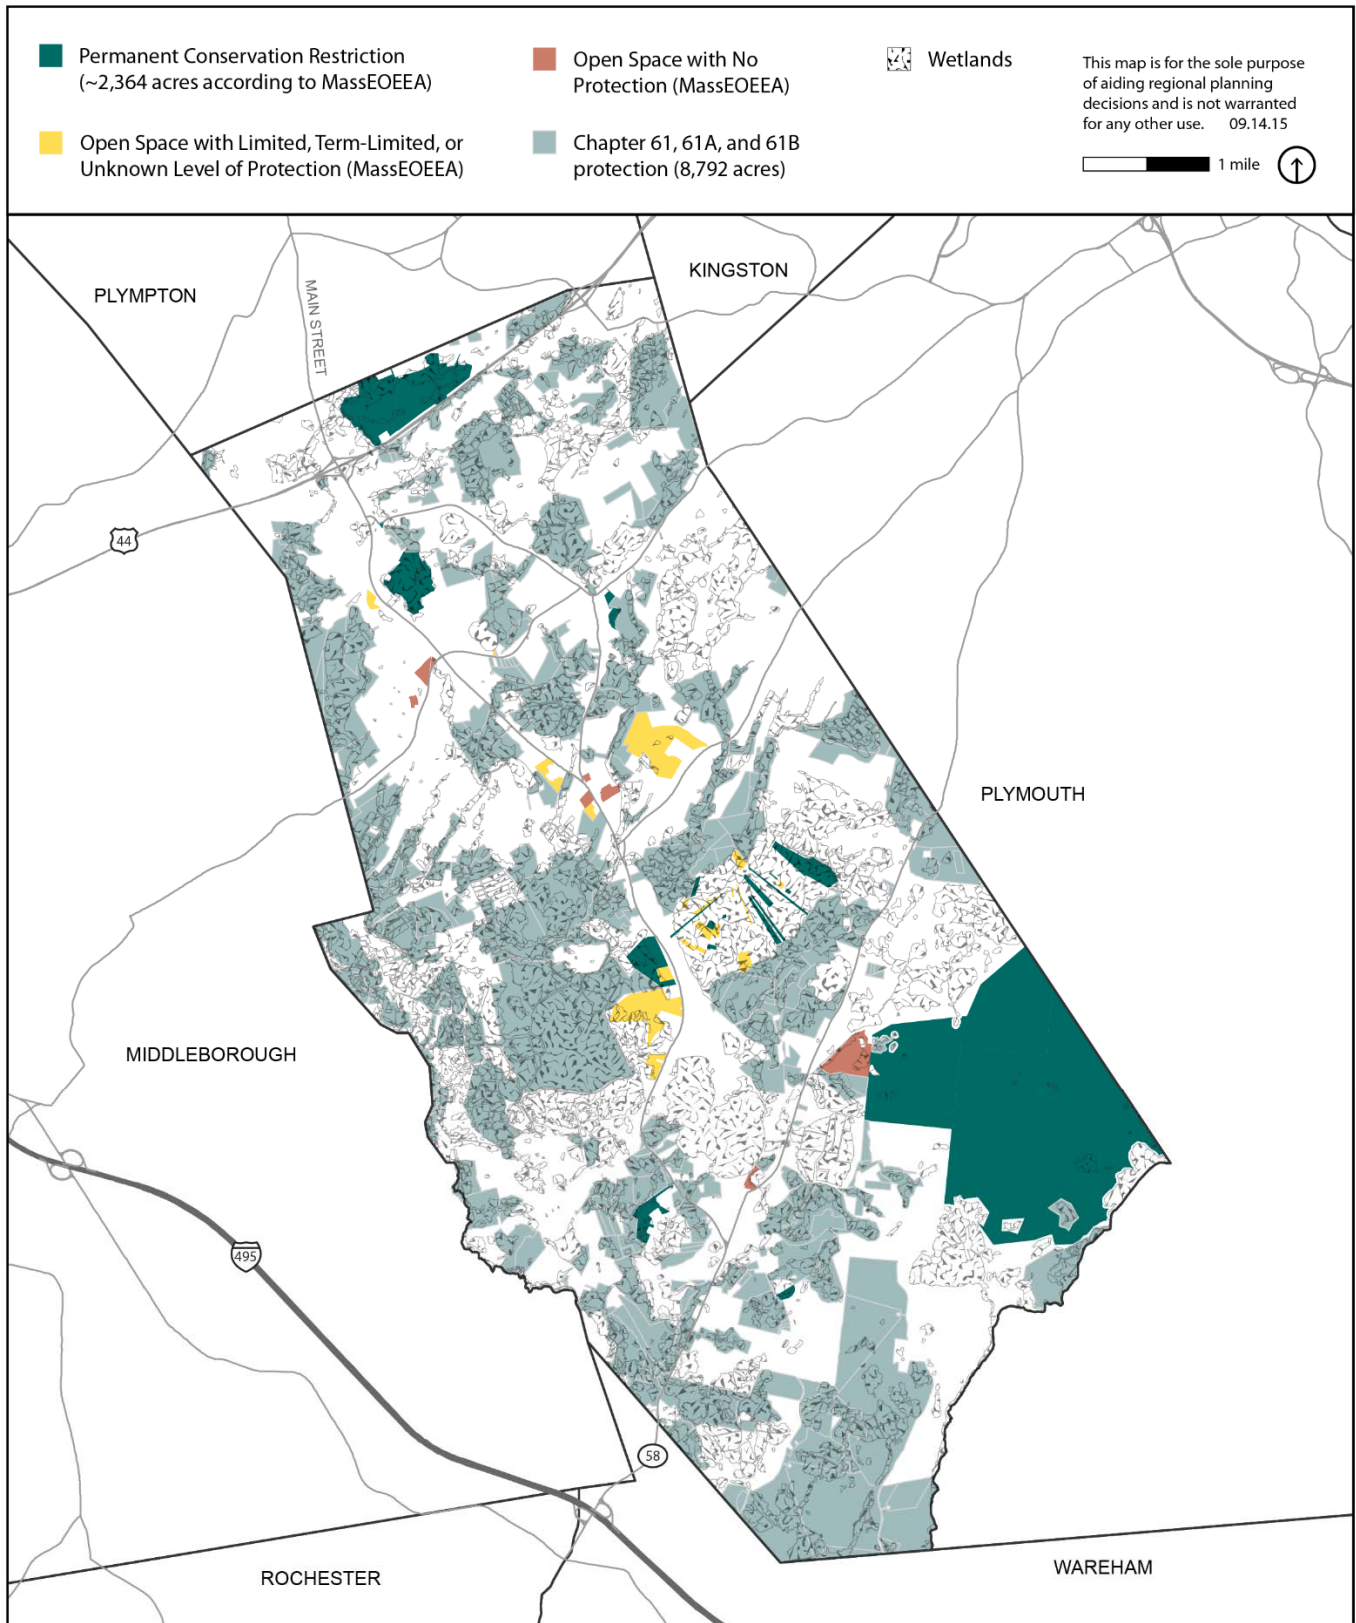 Permanent Conservation Restriction
(~2,364 acres according to MassEOEEA)
Open Space with Limited, Term-Limited, or
Unknown Level of Protection (MassEOEEA)
Open Space with No
Protection (MassEOEEA)
Chapter 61, 61A, and 61B
protection (8,792 acres)
Wetlands
This map is for the sole purpose
of aiding regional planning
decisions and is not warranted
for any other use. 09.14.15
1 mile
PLYMPTON
MAIN STREET
KINGSTON
44
PLYMOUTH
MIDDLEBOROUGH
495
58
ROCHESTER
WAREHAM